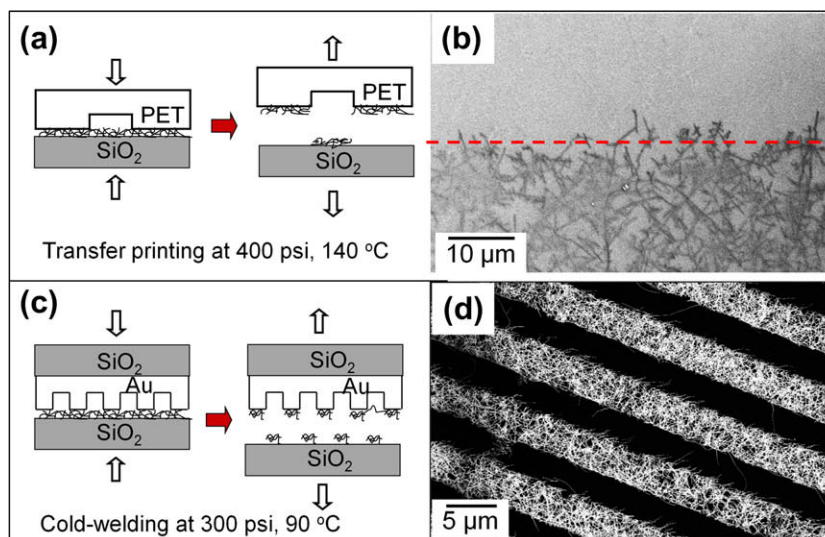 (a)
PET
SiO₂
PET
SiO₂
Transfer printing at 400 psi, 140 °C
(b)
10 µm
(c)
SiO₂
Au
SiO₂
SiO₂
Au
SiO₂
Cold-welding at 300 psi, 90 °C
(d)
5 µm